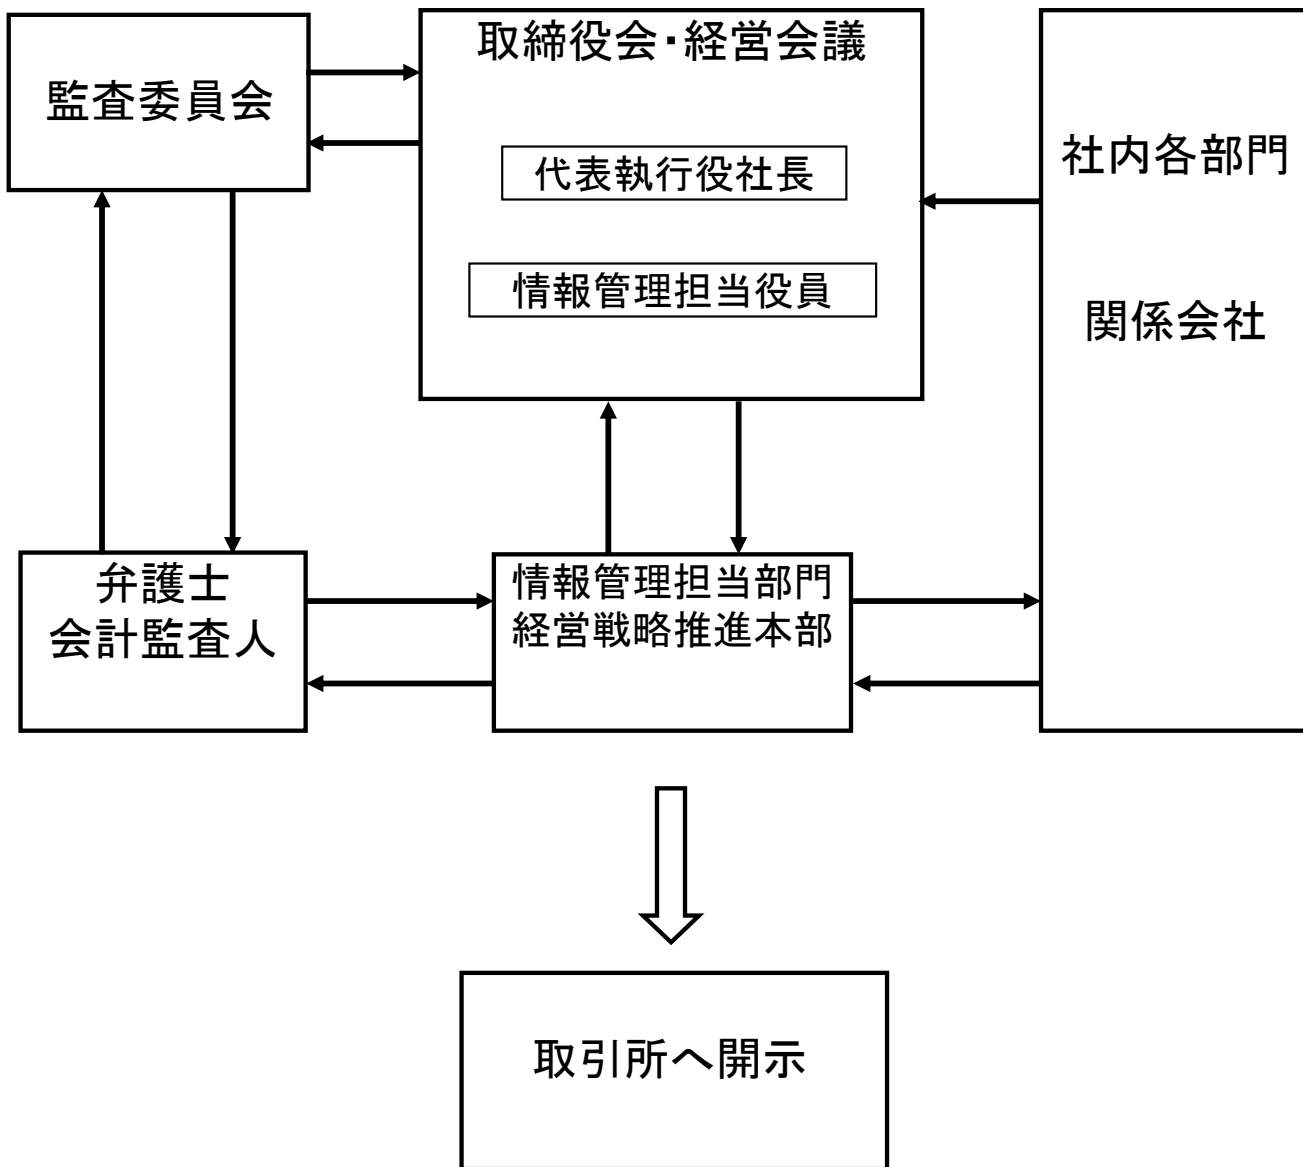 監査委員会
取締役会・経営会議
代表執行役社長
情報管理担当役員
社内各部門
関係会社
弁護士
会計監査人
情報管理担当部門
経営戦略推進本部
取引所へ開示